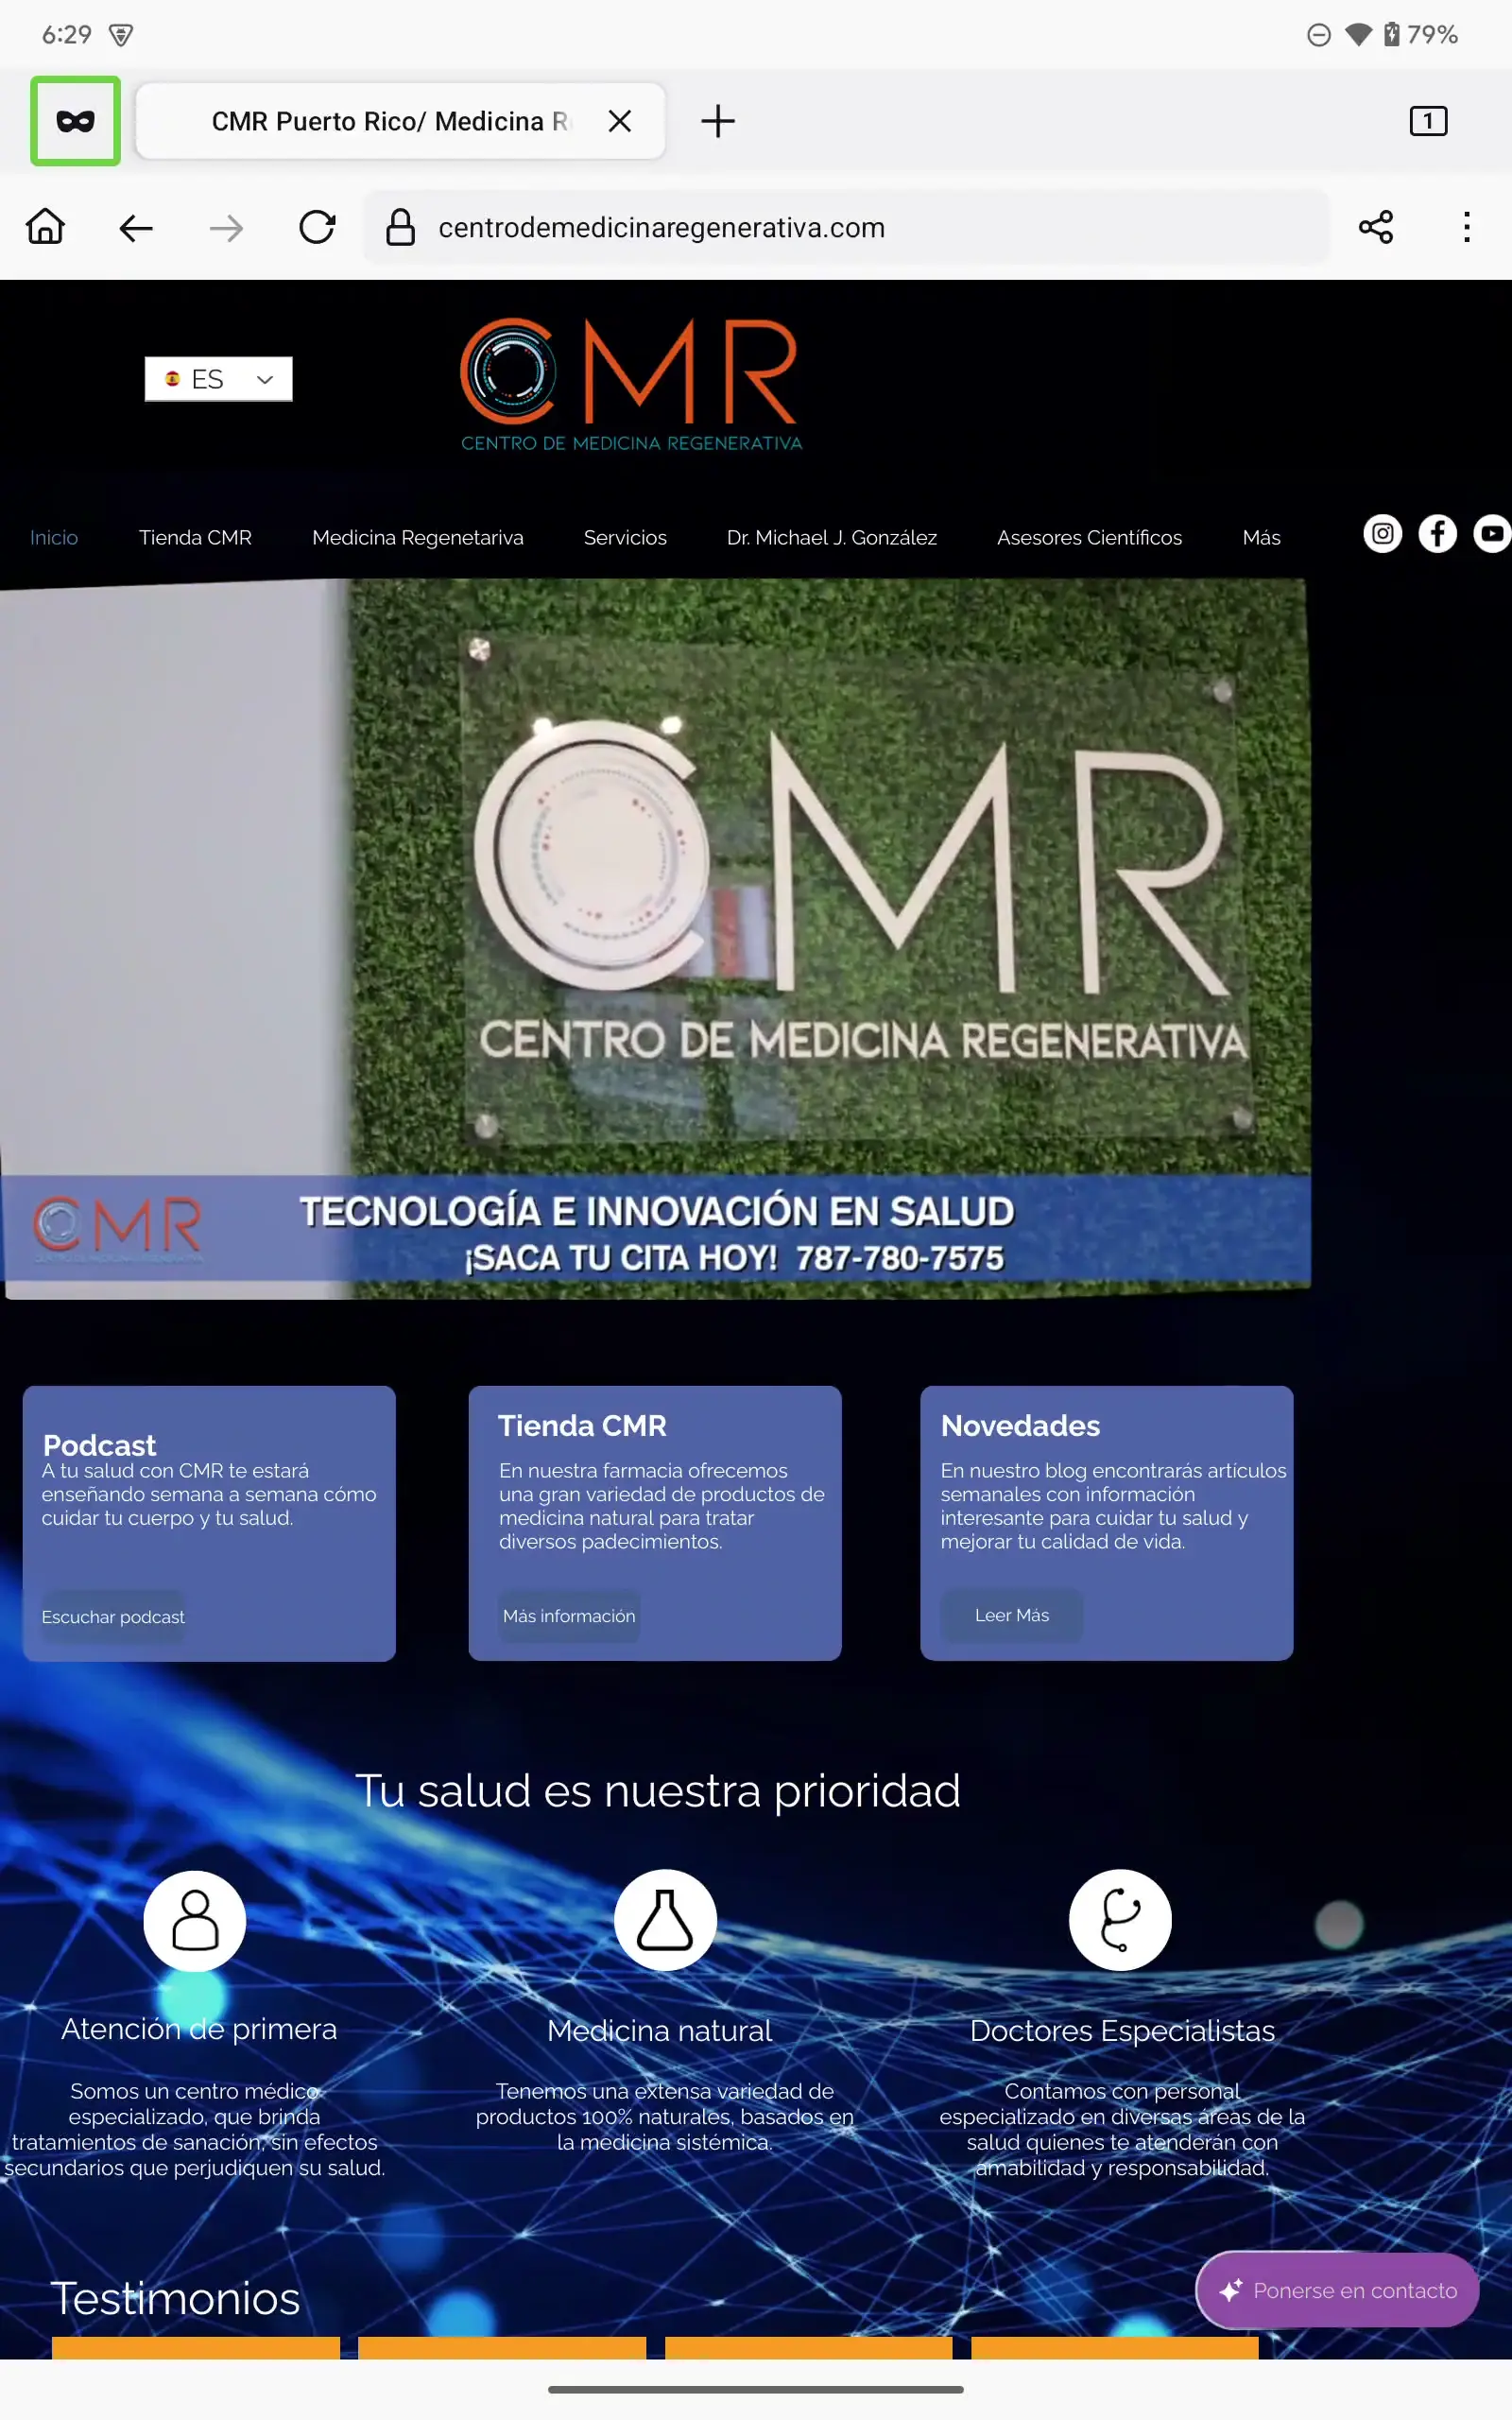 6:29
79%
CMR Puerto Rico/ Medicina R
1
centrodemedicinaregenerativa.com
ES
CMR
CENTRO DE MEDICINA REGENERATIVA
Inicio
Tienda CMR
Medicina Regenetariva
Servicios
Dr. Michael J. González
Asesores Científicos
Más
CMR
CENTRO DE MEDICINA REGENERATIVA
CMR
TECNOLOGÍA E INNOVACIÓN EN SALUD
¡SACA TU CITA HOY! 787-780-7575
Podcast
A tu salud con CMR te estará
enseñando semana a semana cómo
cuidar tu cuerpo y tu salud.
Escuchar podcast
Tienda CMR
En nuestra farmacia ofrecemos
una gran variedad de productos de
medicina natural para tratar
diversos padecimientos.
Más información
Novedades
En nuestro blog encontrarás artículos
semanales con información
interesante para cuidar tu salud y
mejorar tu calidad de vida.
Leer Más
Tu salud es nuestra prioridad
Atención de primera
Somos un centro médico
especializado, que brinda
tratamientos de sanación, sin efectos
secundarios que perjudiquen su salud.
Medicina natural
Tenemos una extensa variedad de
productos 100% naturales, basados en
la medicina sistémica.
Doctores Especialistas
Contamos con personal
especializado en diversas áreas de la
salud quienes te atenderán con
amabilidad y responsabilidad.
Testimonios
Ponerse en contacto